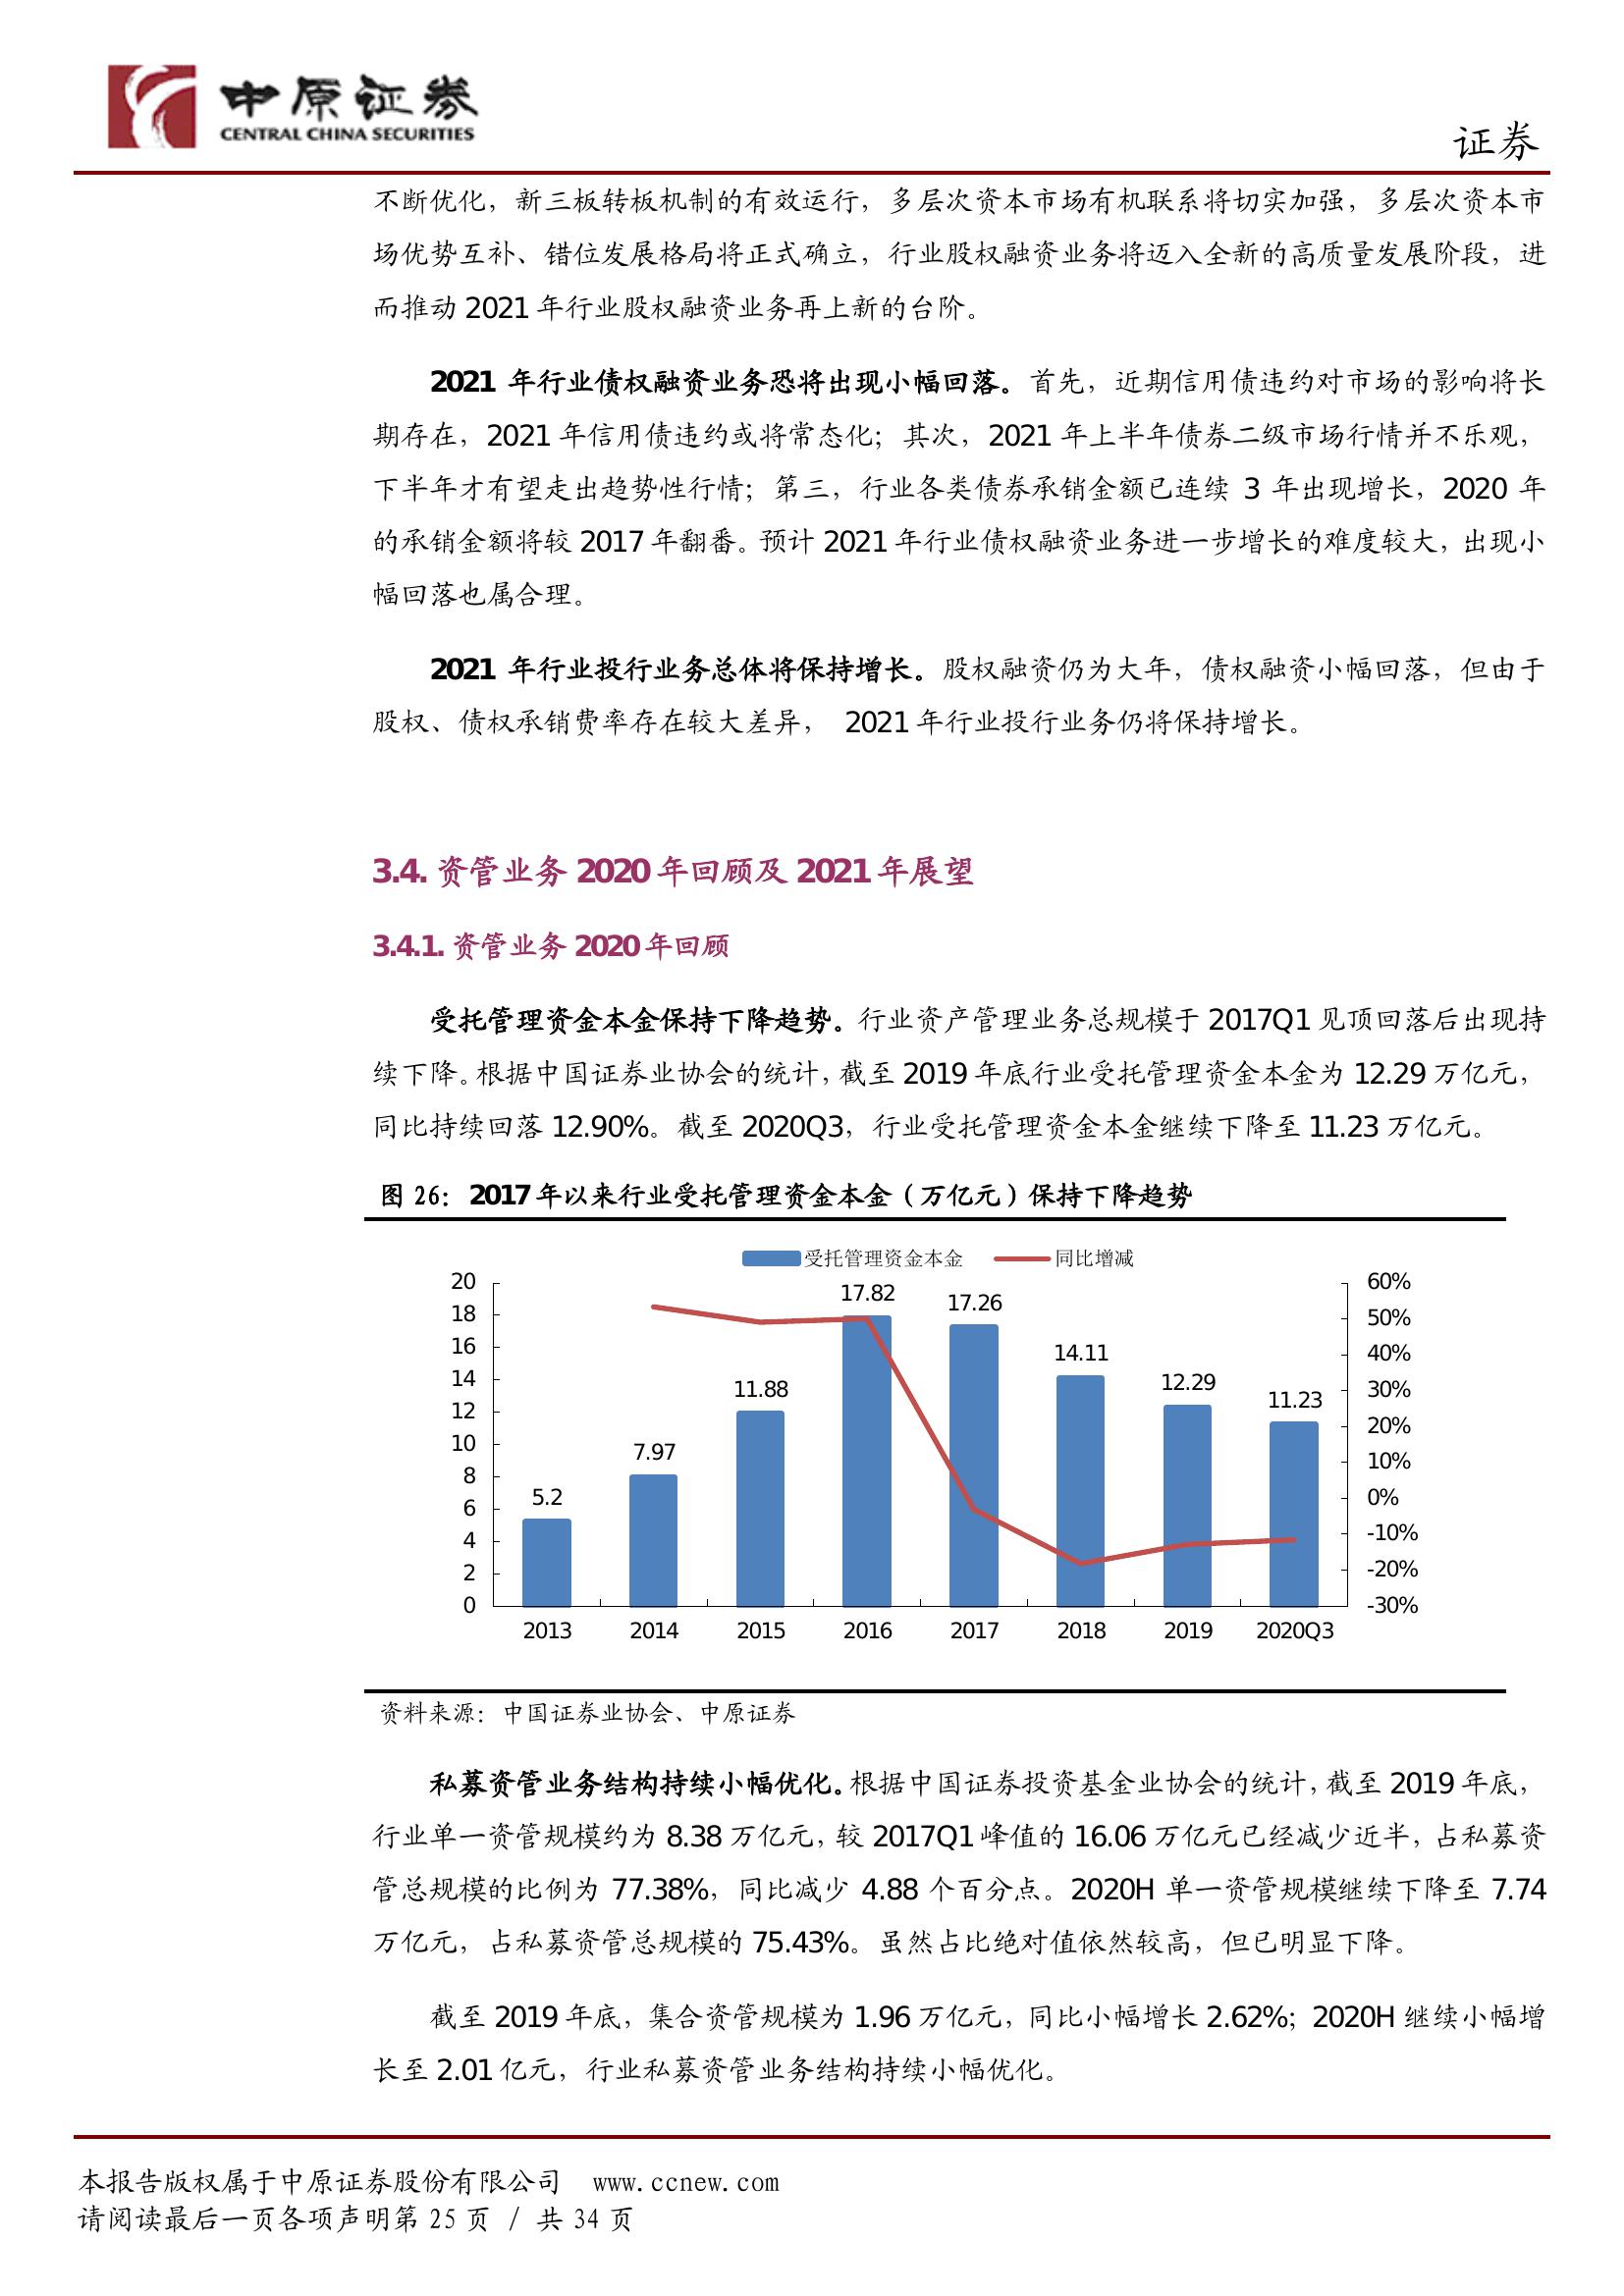 中原证券
CENTRAL CHINA SECURITIES
证券
不断优化，新三板转板机制的有效运行，多层次资本市场有机联系将切实加强，多层次资本市
场优势互补、错位发展格局将正式确立，行业股权融资业务将迈入全新的高质量发展阶段，进
而推动 2021 年行业股权融资业务再上新的台阶。
2021 年行业债权融资业务恐将出现小幅回落。首先，近期信用债违约对市场的影响将长
期存在，2021 年信用债违约或将常态化；其次，2021 年上半年债券二级市场行情并不乐观，
下半年才有望走出趋势性行情；第三，行业各类债券承销金额已连续 3 年出现增长，2020 年
的承销金额将较 2017 年翻番。预计 2021 年行业债权融资业务进一步增长的难度较大，出现小
幅回落也属合理。
2021 年行业投行业务总体将保持增长。股权融资仍为大年，债权融资小幅回落，但由于
股权、债权承销费率存在较大差异， 2021 年行业投行业务仍将保持增长。
3.4. 资管业务 2020 年回顾及 2021 年展望
3.4.1. 资管业务 2020 年回顾
受托管理资金本金保持下降趋势。行业资产管理业务总规模于 2017Q1 见顶回落后出现持
续下降。根据中国证券业协会的统计，截至 2019 年底行业受托管理资金本金为 12.29 万亿元，
同比持续回落 12.90%。截至 2020Q3，行业受托管理资金本金继续下降至 11.23 万亿元。
图 26：2017 年以来行业受托管理资金本金（万亿元）保持下降趋势
受托管理资金本金 同比增减
20 18 16 14 12 10 8 6 4 2 0
5.2 7.97 11.88 17.82 17.26 14.11 12.29 11.23
60% 50% 40% 30% 20% 10% 0% -10% -20% -30%
2013 2014 2015 2016 2017 2018 2019 2020Q3
资料来源：中国证券业协会、中原证券
私募资管业务结构持续小幅优化。根据中国证券投资基金业协会的统计，截至 2019 年底，
行业单一资管规模约为 8.38 万亿元，较 2017Q1 峰值的 16.06 万亿元已经减少近半，占私募资
管总规模的比例为 77.38%，同比减少 4.88 个百分点。2020H 单一资管规模继续下降至 7.74
万亿元，占私募资管总规模的 75.43%。虽然占比绝对值依然较高，但已明显下降。
截至 2019 年底，集合资管规模为 1.96 万亿元，同比小幅增长 2.62%；2020H 继续小幅增
长至 2.01 亿元，行业私募资管业务结构持续小幅优化。
本报告版权属于中原证券股份有限公司 www.ccnew.com
请阅读最后一页各项声明第 25 页 / 共 34 页